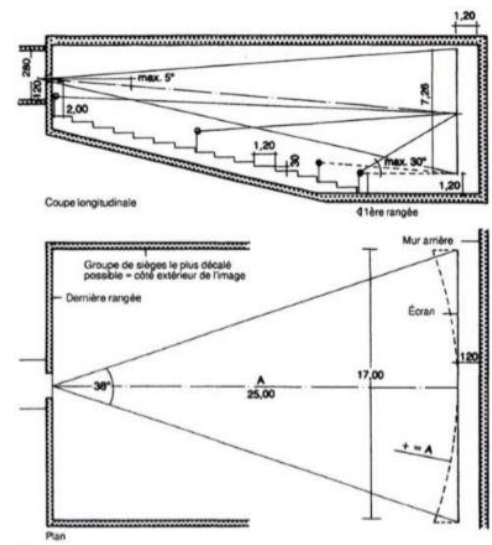 1,20
280
120
max. 5°
2,00
7,26
1,20
30
max. 30°
1,20
Coupe longitudinale
1ère rangée
Mur arrière
Groupe de sièges le plus décalé
possible = côté extérieur de l'image
Dernière rangée
Écran
120
38°
A
25,00
17,00
+ = A
Plan